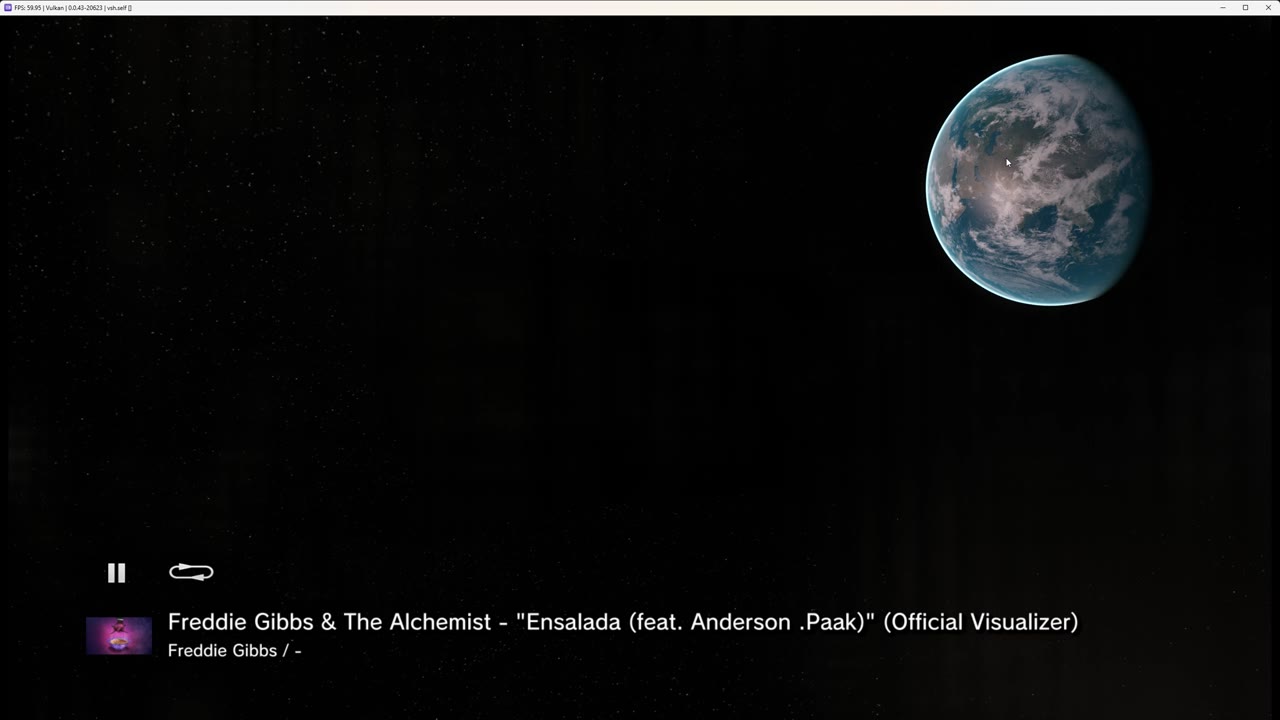 FPS: 59.95 | Vulkan | 0.0.43-20623 | vsh.self []
Freddie Gibbs & The Alchemist - "Ensalada (feat. Anderson .Paak)" (Official Visualizer)
Freddie Gibbs / -